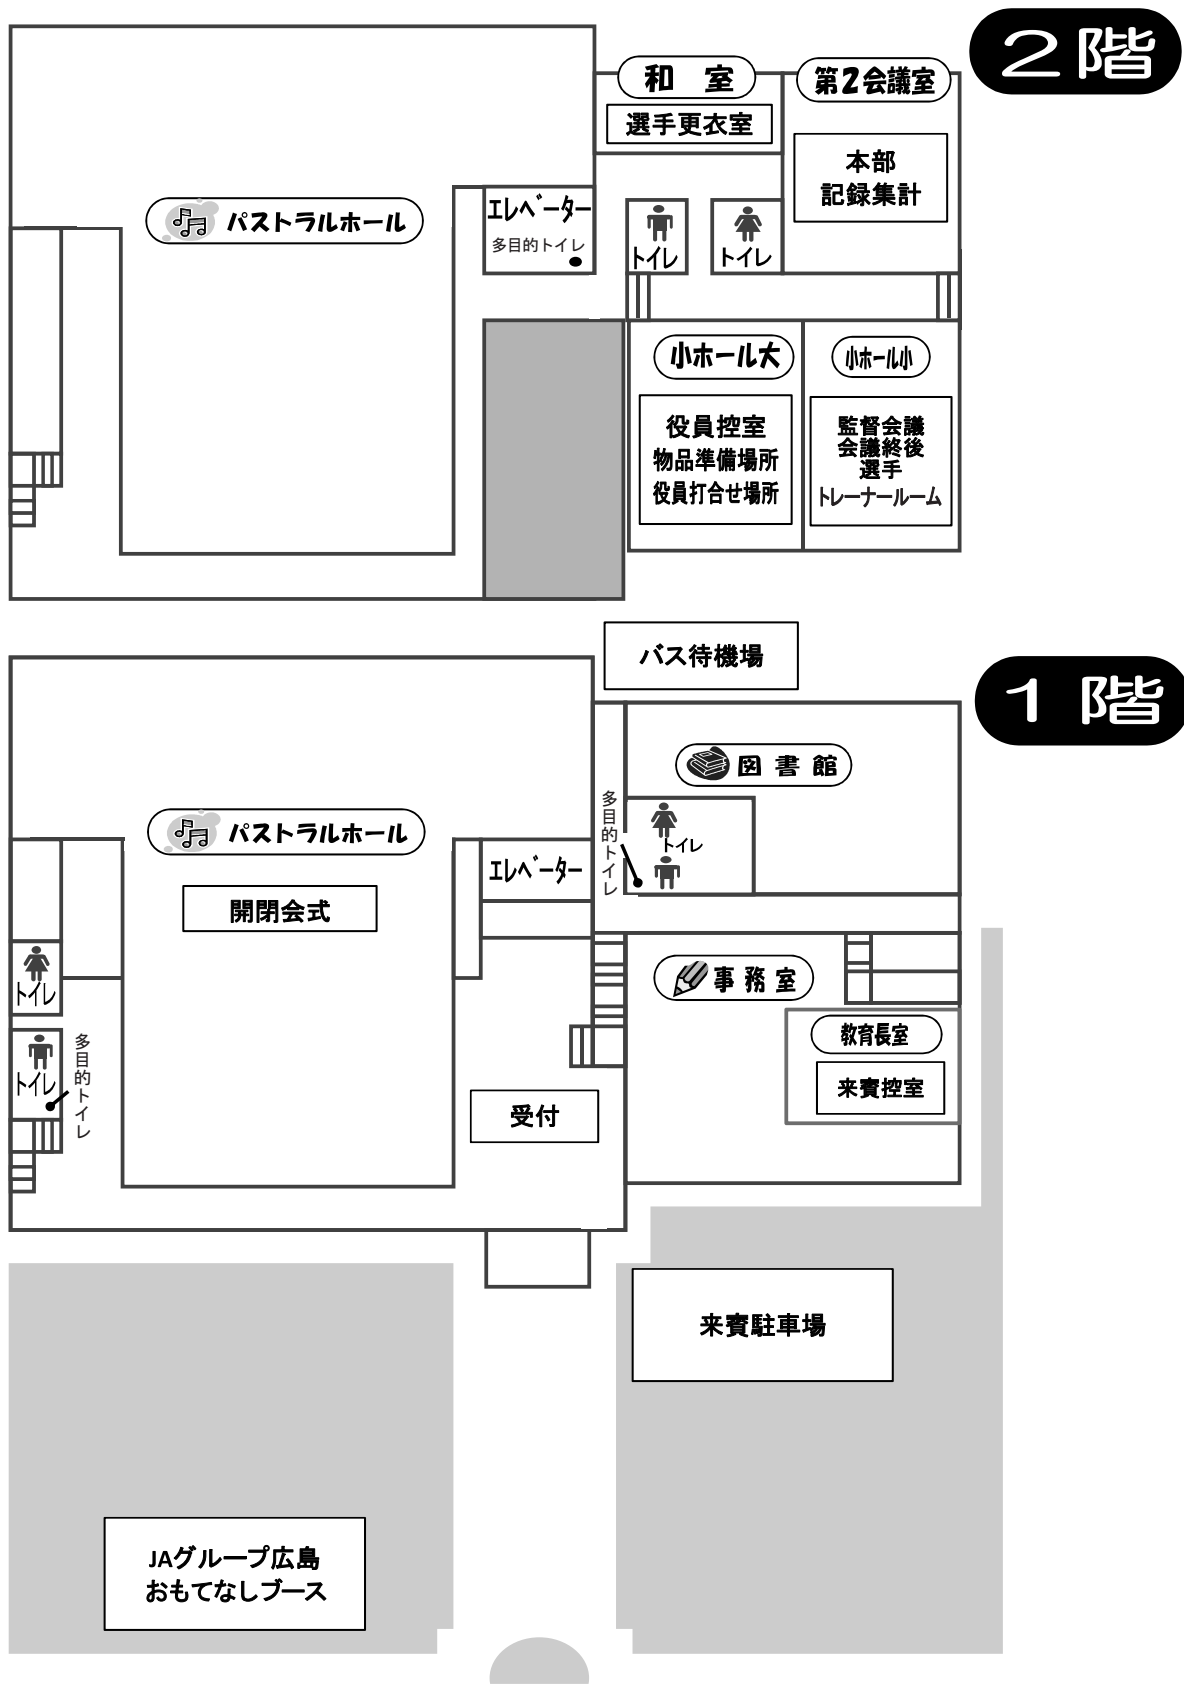 2階
和 室
選手更衣室
第2会議室
本部
記録集計
パストラルホール
エレベーター
多目的トイレ
トイレ
トイレ
小ホール大
役員控室
物品準備場所
役員打合せ場所
小ホール小
監督会議
会議終後
選手
トレーナールーム
バス待機場
1階
図書館
多目的トイレ
トイレ
パストラルホール
開閉会式
エレベーター
事務室
教育長室
来賓控室
トイレ
トイレ
多目的トイレ
受付
来賓駐車場
JAグループ広島
おもてなしブース